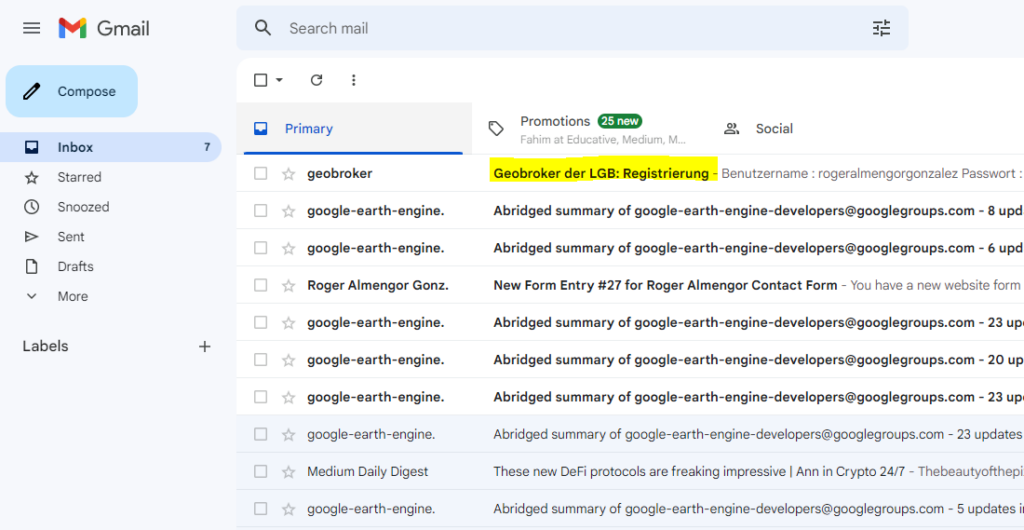 Gmail
Search mail
Compose
Primary
Promotions 25 new
Fahim at Educative, Medium, M...
Social
Inbox 7
Starred
Snoozed
Sent
Drafts
More
Labels
geobroker Geobroker der LGB: Registrierung - Benutzername : rogeralmengorgonzalez Passwort :
google-earth-engine. Abridged summary of google-earth-engine-developers@googlegroups.com - 8 upd
google-earth-engine. Abridged summary of google-earth-engine-developers@googlegroups.com - 6 upd
Roger Almengor Gonz. New Form Entry #27 for Roger Almengor Contact Form - You have a new website form
google-earth-engine. Abridged summary of google-earth-engine-developers@googlegroups.com - 23 up
google-earth-engine. Abridged summary of google-earth-engine-developers@googlegroups.com - 20 up
google-earth-engine. Abridged summary of google-earth-engine-developers@googlegroups.com - 23 up
google-earth-engine. Abridged summary of google-earth-engine-developers@googlegroups.com - 23 updates
Medium Daily Digest These new DeFi protocols are freaking impressive | Ann in Crypto 24/7 - Thebeautyofthepi
google-earth-engine. Abridged summary of google-earth-engine-developers@googlegroups.com - 5 updates i